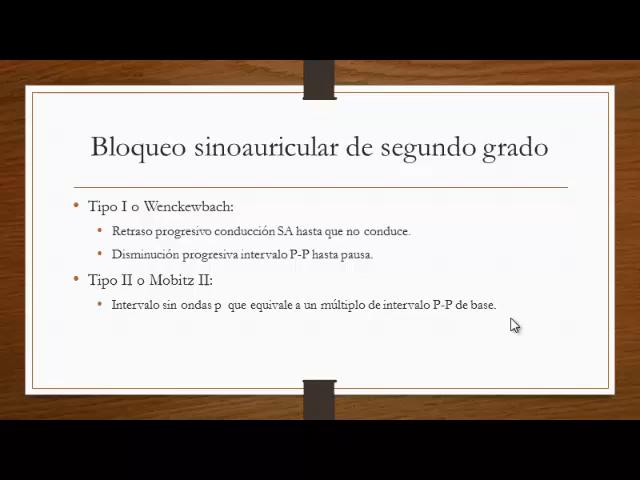 Bloqueo sinoauricular de segundo grado
• Tipo I o Wenckewbach:
• Retraso progresivo conducción SA hasta que no conduce.
• Disminución progresiva intervalo P-P hasta pausa.
• Tipo II o Mobitz II:
• Intervalo sin ondas p que equivale a un múltiplo de intervalo P-P de base.